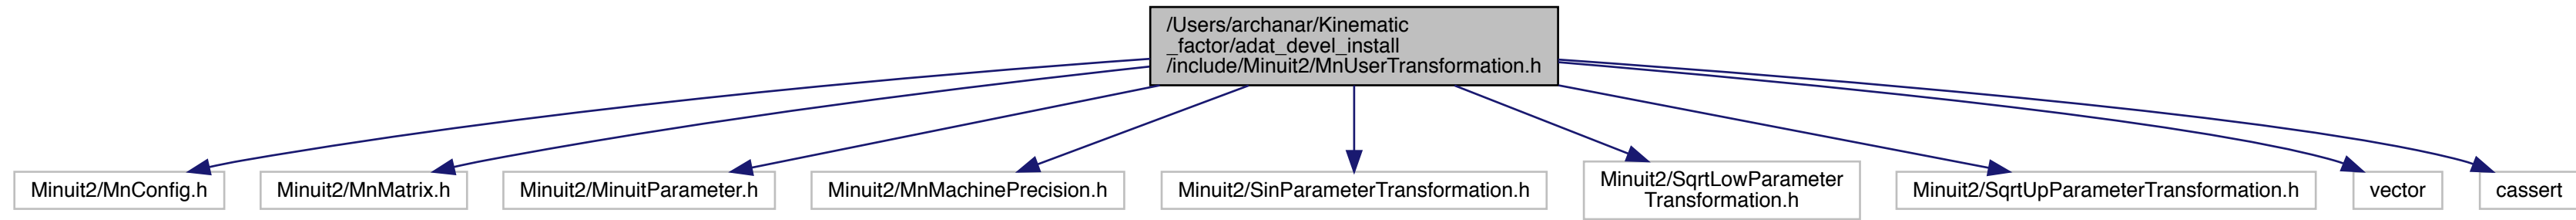 /Users/archanar/Kinematic
_factor/adat_devel_install
/include/Minuit2/MnUserTransformation.h
Minuit2/MnConfig.h
Minuit2/MnMatrix.h
Minuit2/MinuitParameter.h
Minuit2/MnMachinePrecision.h
Minuit2/SinParameterTransformation.h
Minuit2/SqrtLowParameter
Transformation.h
Minuit2/SqrtUpParameterTransformation.h
vector
cassert